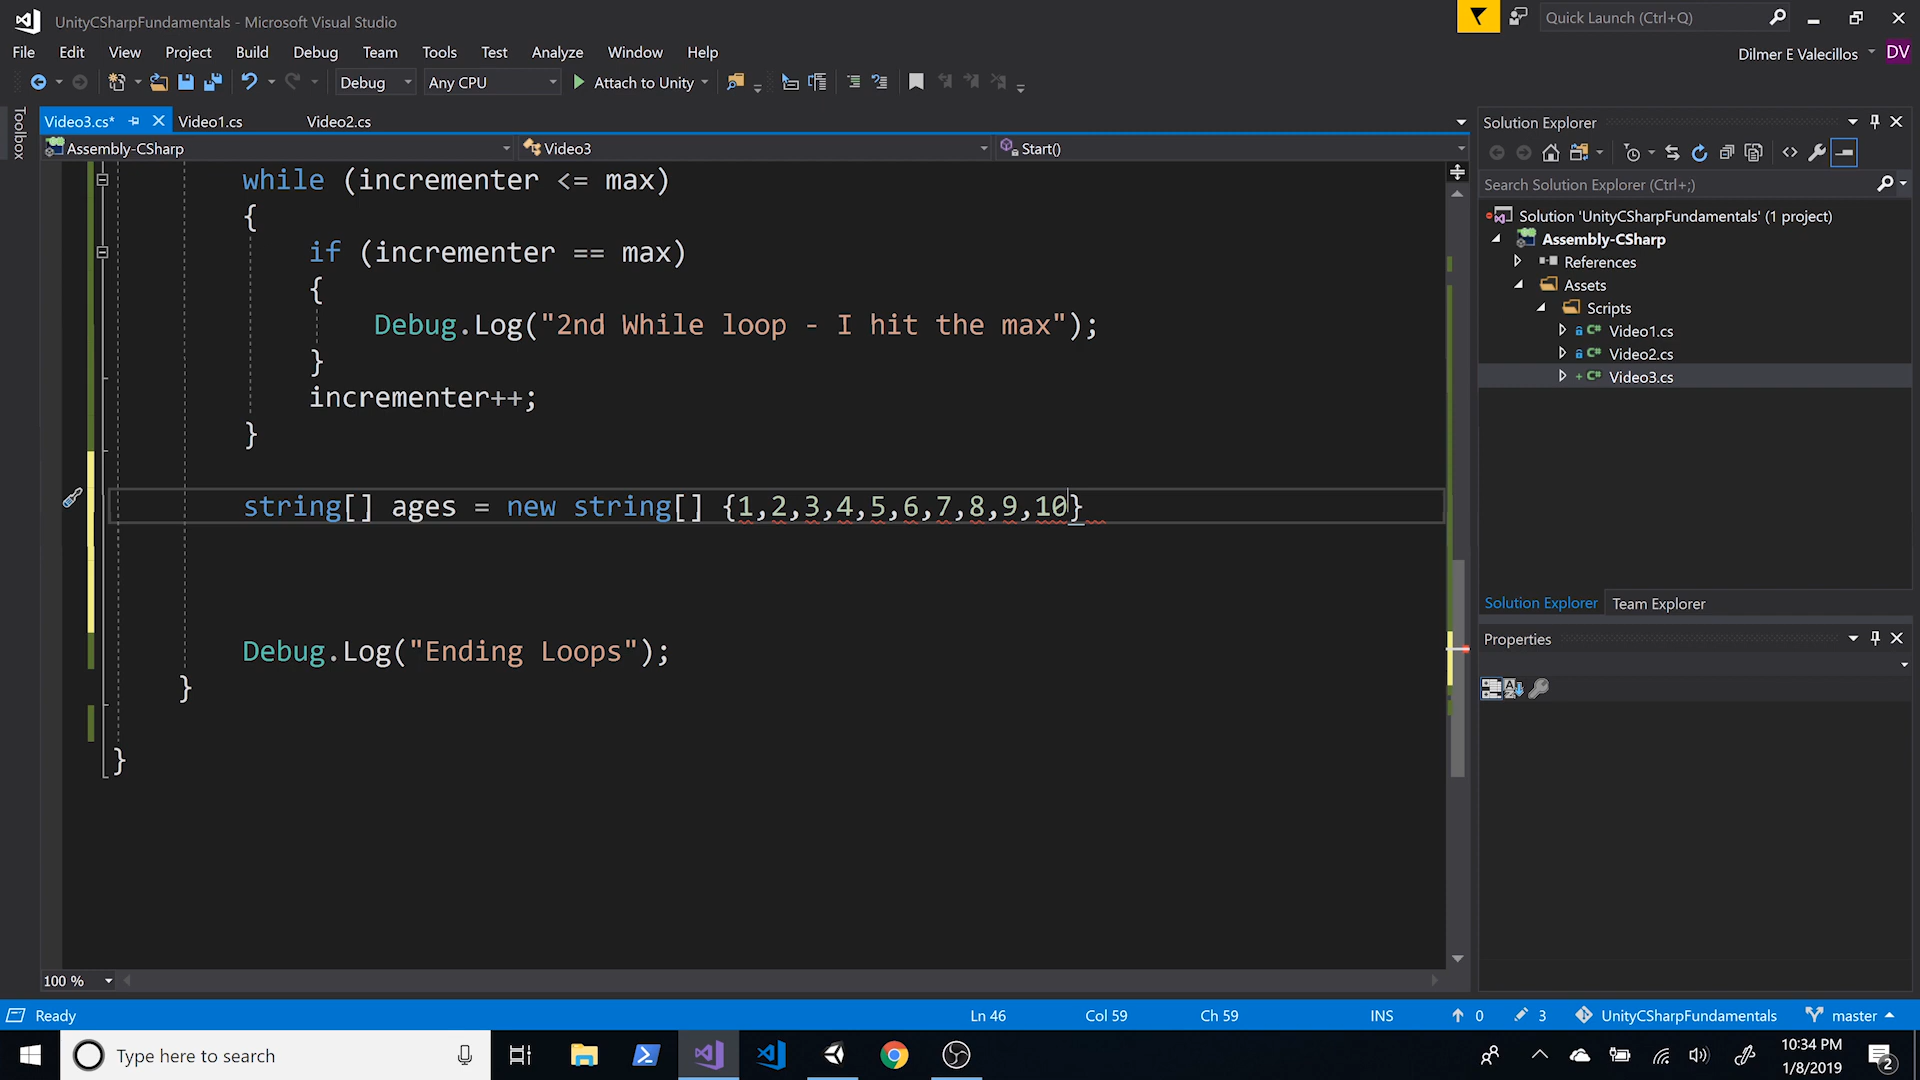 UnityCSharpFundamentals - Microsoft Visual Studio
Quick Launch (Ctrl+Q)
File Edit View Project Build Debug Team Tools Test Analyze Window Help
Dilmer E Valecillos DV
Debug Any CPU Attach to Unity
Toolbox
Video3.cs* Video1.cs Video2.cs
Assembly-CSharp Video3 Start()
while (incrementer <= max)
{
if (incrementer == max)
{
Debug.Log("2nd While loop - I hit the max");
}
incrementer++;
}
string[] ages = new string[] {1,2,3,4,5,6,7,8,9,10}
Debug.Log("Ending Loops");
}
}
100 %
Solution Explorer
Search Solution Explorer (Ctrl+;)
Solution 'UnityCSharpFundamentals' (1 project)
Assembly-CSharp
References
Assets
Scripts
C# Video1.cs
C# Video2.cs
C# Video3.cs
Solution Explorer Team Explorer
Properties
Ready Ln 46 Col 59 Ch 59 INS 0 3 UnityCSharpFundamentals master
Type here to search
10:34 PM
1/8/2019
2